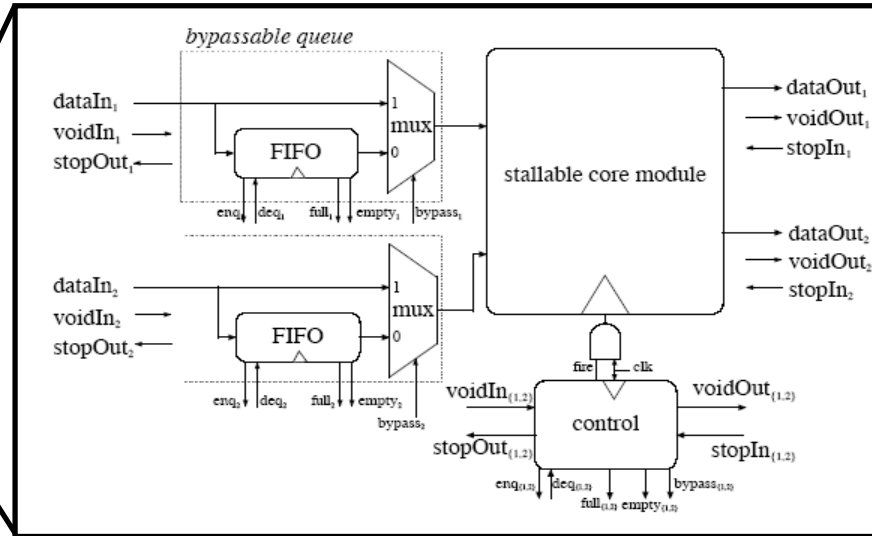 bypassable queue
dataIn₁
voidIn₁
stopOut₁
FIFO
1
mux
0
enq₁
deq₁
full₁
empty₁
bypass₁
stallable core module
dataOut₁
voidOut₁
stopIn₁
dataOut₂
voidOut₂
stopIn₂
dataIn₂
voidIn₂
stopOut₂
FIFO
1
mux
0
enq₂
deq₂
full₂
empty₂
bypass₂
fire
clk
voidIn{1,2}
stopOut{1,2}
control
voidOut{1,2}
stopIn{1,2}
enq{1,2}
deq{1,2}
full{1,2}
empty{1,2}
bypass{1,2}